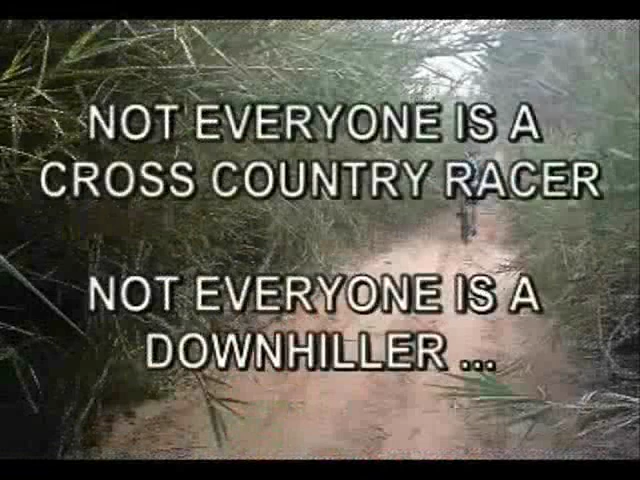 NOT EVERYONE IS A
CROSS COUNTRY RACER
NOT EVERYONE IS A
DOWNHILLER ...